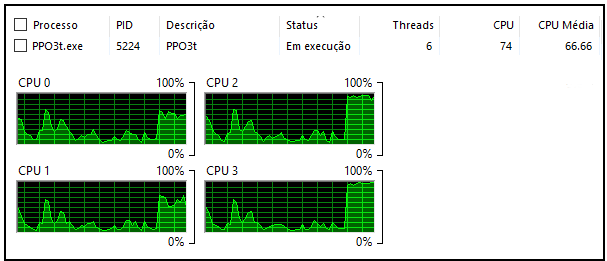 Processo PID Descrição Status Threads CPU CPU Média
PPO3t.exe 5224 PPO3t Em execução 6 74 66.66
CPU 0 100% CPU 2 100%
0% 0%
CPU 1 100% CPU 3 100%
0% 0%